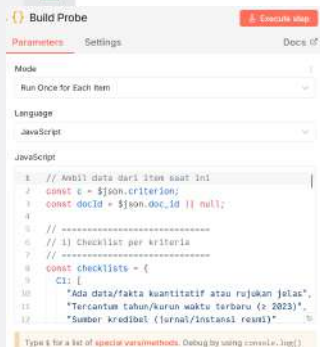 {} Build Probe
Execute step
Parameters
Settings
Docs
Mode
Run Once for Each Item
Language
JavaScript
JavaScript
1 // Ambil data dari item saat ini
2 const c = $json.criterion;
3 const docId = $json.doc_id || null;
4
5 // ============================
6 // 1) Checklist per kriteria
7 // ============================
8 const checklists = {
9 C1: [
10 "Ada data/fakta kuantitatif atau rujukan jelas",
11 "Tercantum tahun/kurun waktu terbaru (≥ 2023)",
12 "Sumber kredibel (jurnal/instansi resmi)"
Type $ for a list of special vars/methods. Debug by using console.log()